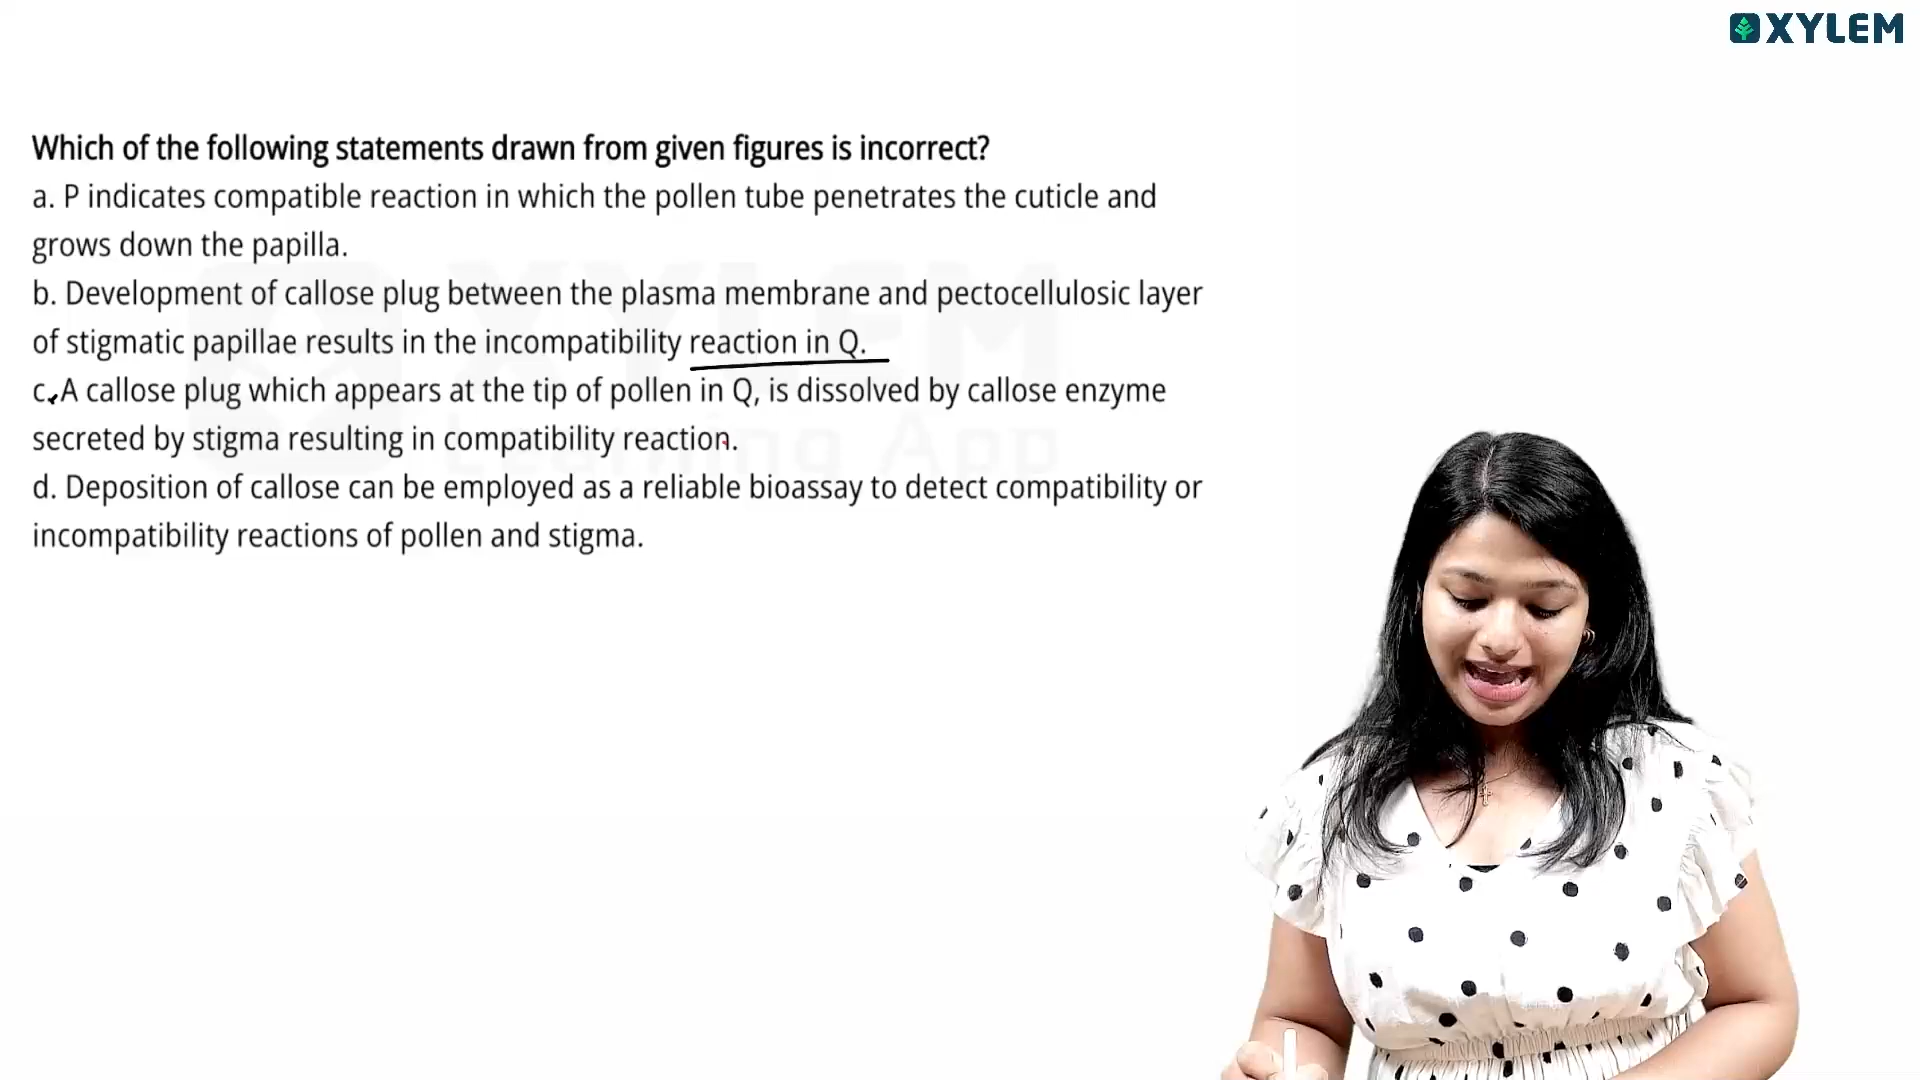 XYLEM
Which of the following statements drawn from given figures is incorrect?
a. P indicates compatible reaction in which the pollen tube penetrates the cuticle and
grows down the papilla.
b. Development of callose plug between the plasma membrane and pectocellulosic layer
of stigmatic papillae results in the incompatibility reaction in Q.
c. A callose plug which appears at the tip of pollen in Q, is dissolved by callose enzyme
secreted by stigma resulting in compatibility reaction.
d. Deposition of callose can be employed as a reliable bioassay to detect compatibility or
incompatibility reactions of pollen and stigma.
XYLEM
Learning App